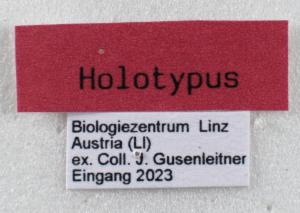 Holotypus
Biologiezentrum Linz
Austria (LI)
ex. Coll. J. Gusenleitner
Eingang 2023